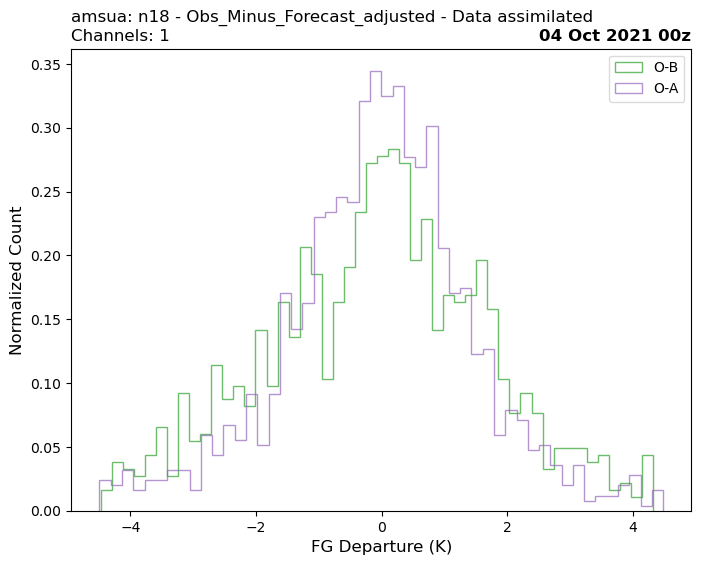 amsua: n18 - Obs_Minus_Forecast_adjusted - Data assimilated
Channels: 1
04 Oct 2021 00z
O-B
O-A
Normalized Count
0.35
0.30
0.25
0.20
0.15
0.10
0.05
0.00
−4
−2
0
2
4
FG Departure (K)